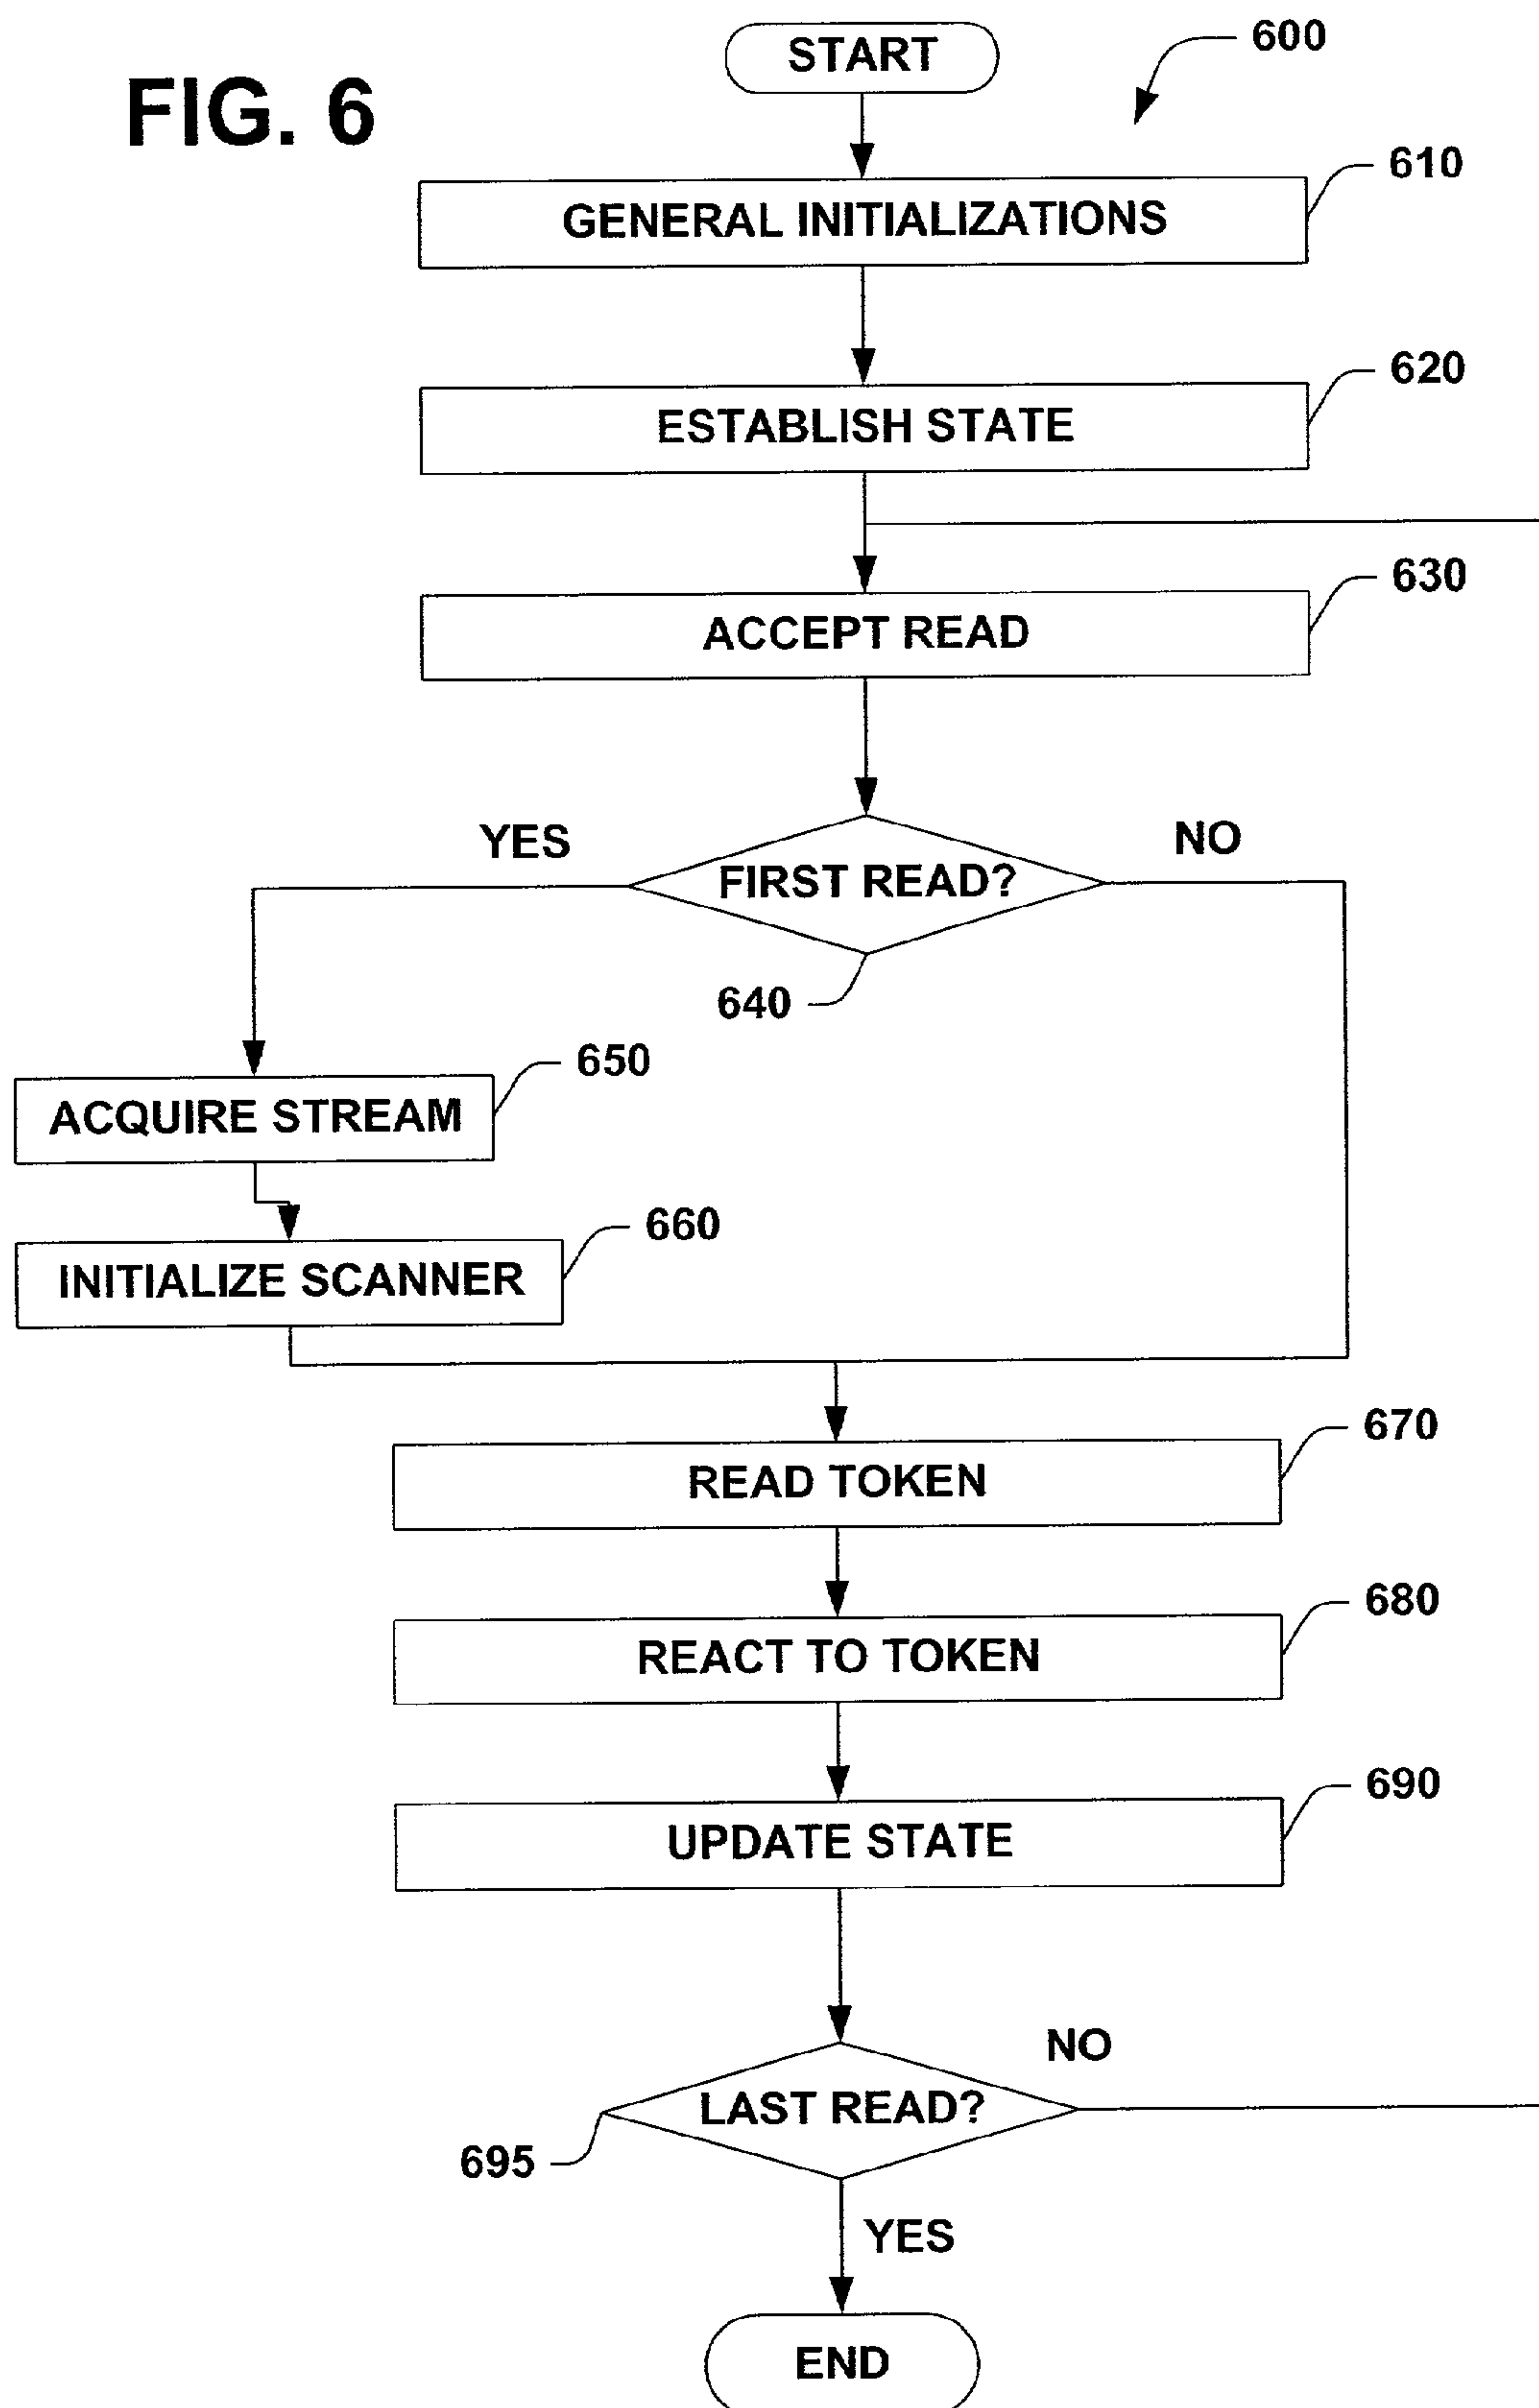 START
600
FIG. 6
610
GENERAL INITIALIZATIONS
620
ESTABLISH STATE
630
ACCEPT READ
YES
NO
FIRST READ?
640
650
ACQUIRE STREAM
660
INITIALIZE SCANNER
670
READ TOKEN
680
REACT TO TOKEN
690
UPDATE STATE
NO
LAST READ?
695
YES
END